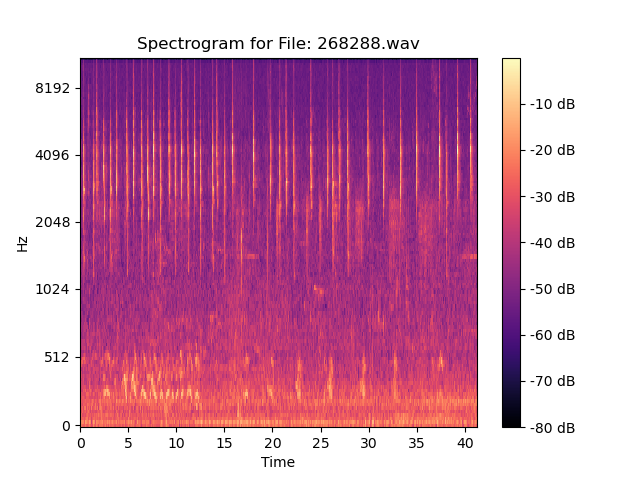 Spectrogram for File: 268288.wav
8192
4096
2048
1024
512
0
Hz
0 5 10 15 20 25 30 35 40
Time
-10 dB
-20 dB
-30 dB
-40 dB
-50 dB
-60 dB
-70 dB
-80 dB